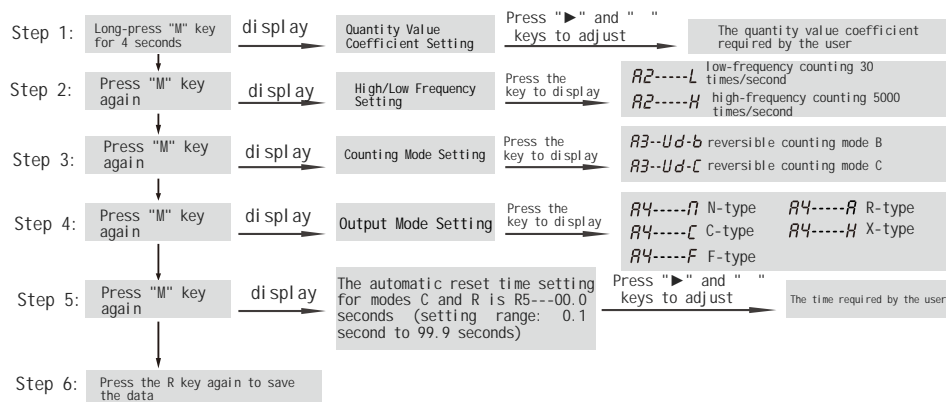 Step 1:
Long-press "M" key
for 4 seconds
display
Quantity Value
Coefficient Setting
Press "▶" and " "
keys to adjust
The quantity value coefficient
required by the user
Step 2:
Press "M" key
again
display
High/Low Frequency
Setting
Press the
key to display
A2-----L low-frequency counting 30
times/second
A2-----H high-frequency counting 5000
times/second
Step 3:
Press "M" key
again
display
Counting Mode Setting
Press the
key to display
A3--Ud-b reversible counting mode B
A3--Ud-C reversible counting mode C
Step 4:
Press "M" key
again
display
Output Mode Setting
Press the
key to display
A4-----N N-type
A4-----A R-type
A4-----C C-type
A4-----H X-type
A4-----F F-type
Step 5:
Press "M" key
again
display
The automatic reset time setting
for modes C and R is R5---00.0
seconds (setting range: 0.1
second to 99.9 seconds)
Press "▶" and " "
keys to adjust
The time required by the user
Step 6:
Press the R key again to save
the data